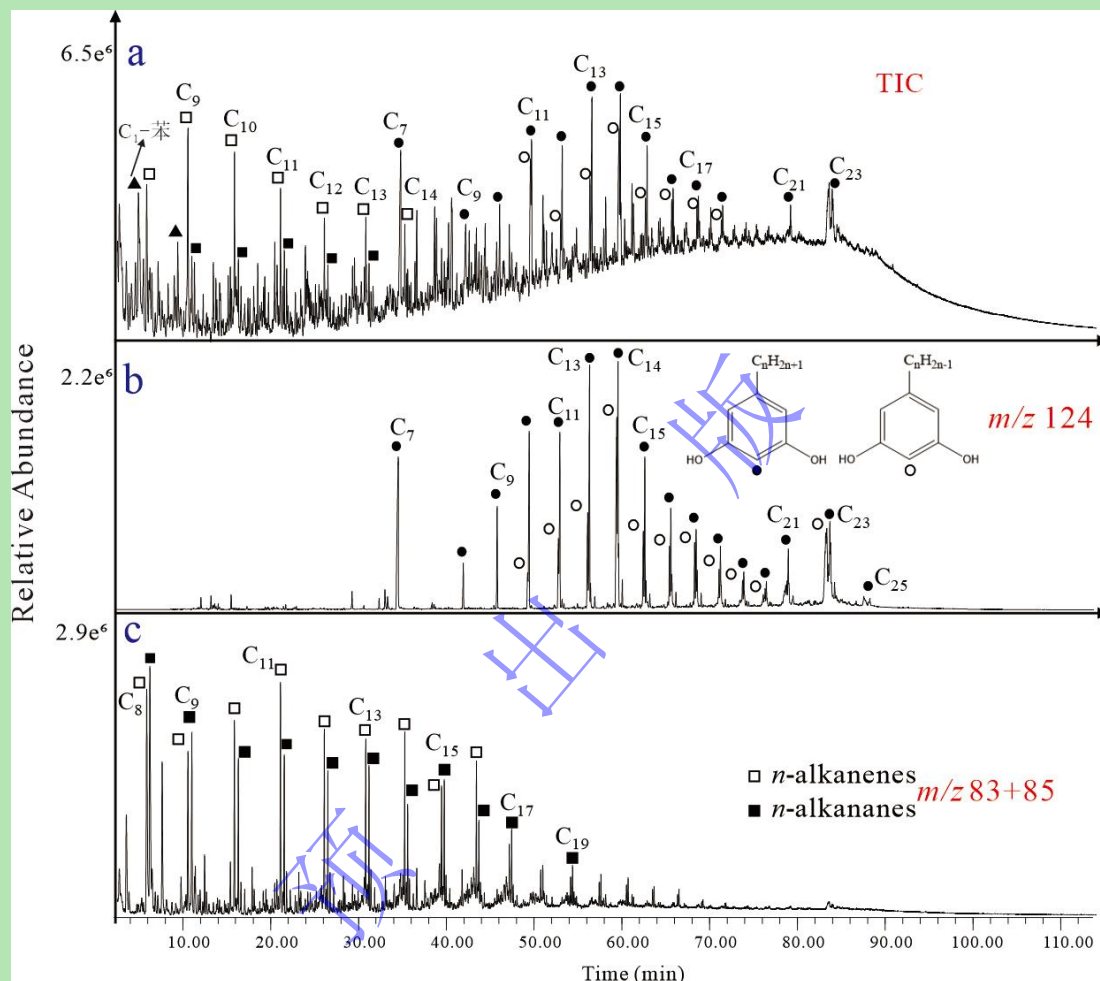 6.5e⁶
a
TIC
C₁-苯
C₉
C₁₀
C₁₁
C₁₂
C₁₃
C₇
C₁₄
C₉
C₁₁
C₁₃
C₁₅
C₁₇
C₂₁
C₂₃
Relative Abundance
2.2e⁶
b
m/z 124
C₇
C₉
C₁₁
C₁₃
C₁₄
C₁₅
C₂₁
C₂₃
C₂₅
CₙH₂ₙ₊₁
CₙH₂ₙ₋₁
HO OH
HO OH
2.9e⁶
c
C₈
C₉
C₁₁
C₁₃
C₁₅
C₁₇
C₁₉
□ n-alkanenes
■ n-alkananes
m/z 83+85
预出版
10.00 20.00 30.00 40.00 50.00 60.00 70.00 80.00 90.00 100.00 110.00
Time (min)